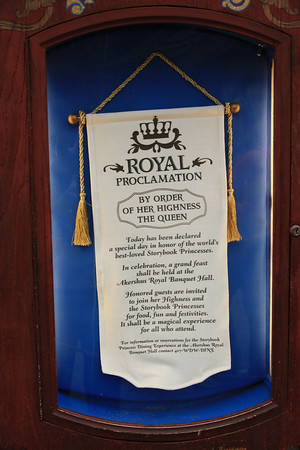 ROYAL
PROCLAMATION
BY ORDER
OF HER HIGHNESS
THE QUEEN
Today has been declared
a special day in honor of the world's
best-loved Storybook Princesses.
In celebration, a grand feast
shall be held at the
Akershus Royal Banquet Hall.
Honored guests are invited
to join her Highness and
the Storybook Princesses
for food, fun and festivities.
It shall be a magical experience
for all who attend.
For information or reservations for the Storybook
Princess Dining Experience at the Akershus Royal
Banquet Hall contact 407-WDW-DINE